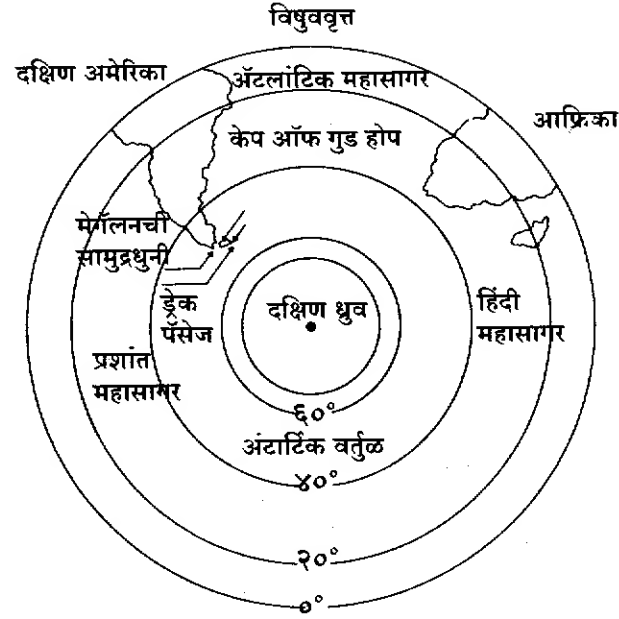 विषुववृत्त
दक्षिण अमेरिका
ॲटलांटिक महासागर
आफ्रिका
केप ऑफ गुड होप
मेगॅलनची
सामुद्रधुनी
ड्रेक
पॅसेज
दक्षिण ध्रुव
हिंदी
महासागर
प्रशांत
महासागर
६०°
अंटार्टिक वर्तुळ
४०°
२०°
०°